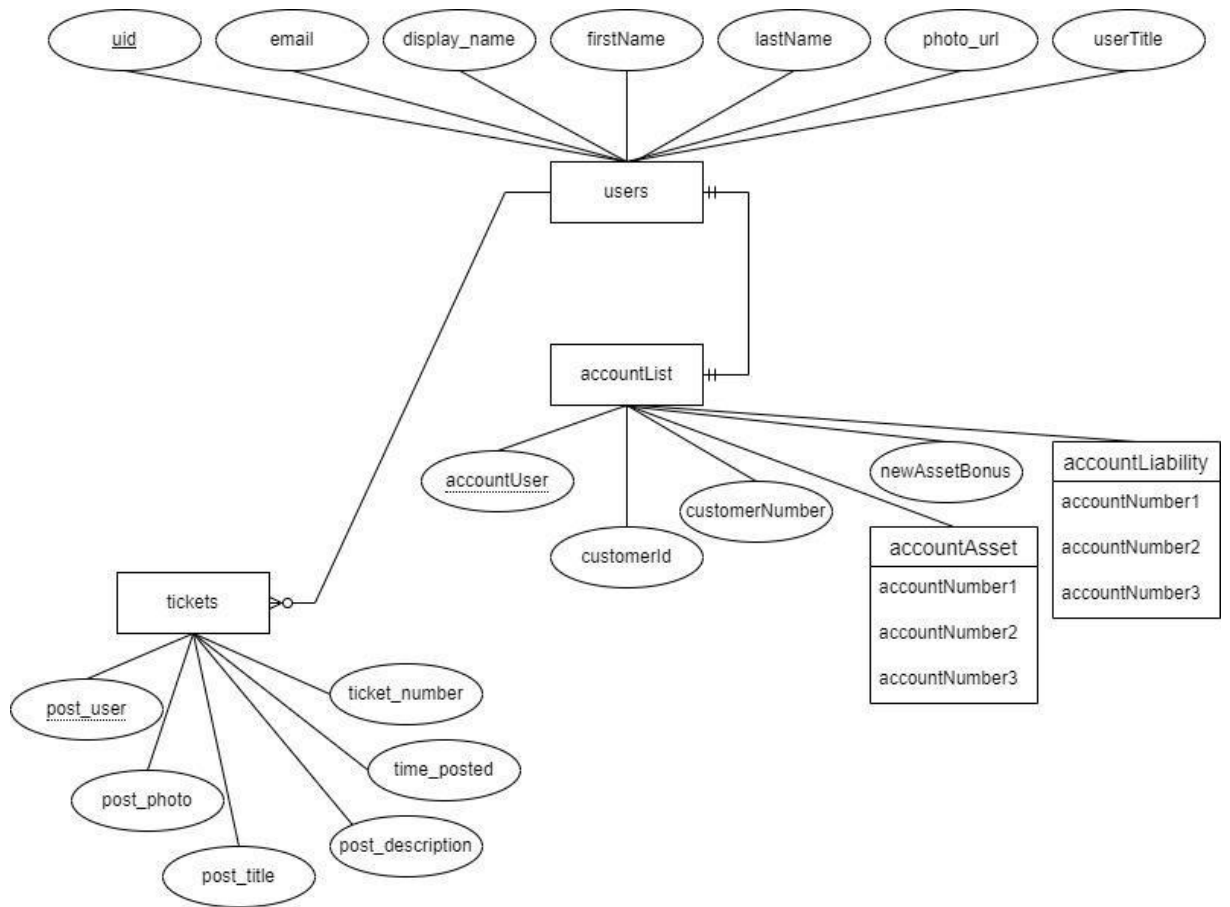 uid
email
display_name
firstName
lastName
photo_url
userTitle
users
accountList
accountUser
customerId
customerNumber
newAssetBonus
accountLiability
accountNumber1
accountNumber2
accountNumber3
accountAsset
accountNumber1
accountNumber2
accountNumber3
tickets
post_user
post_photo
post_title
post_description
time_posted
ticket_number